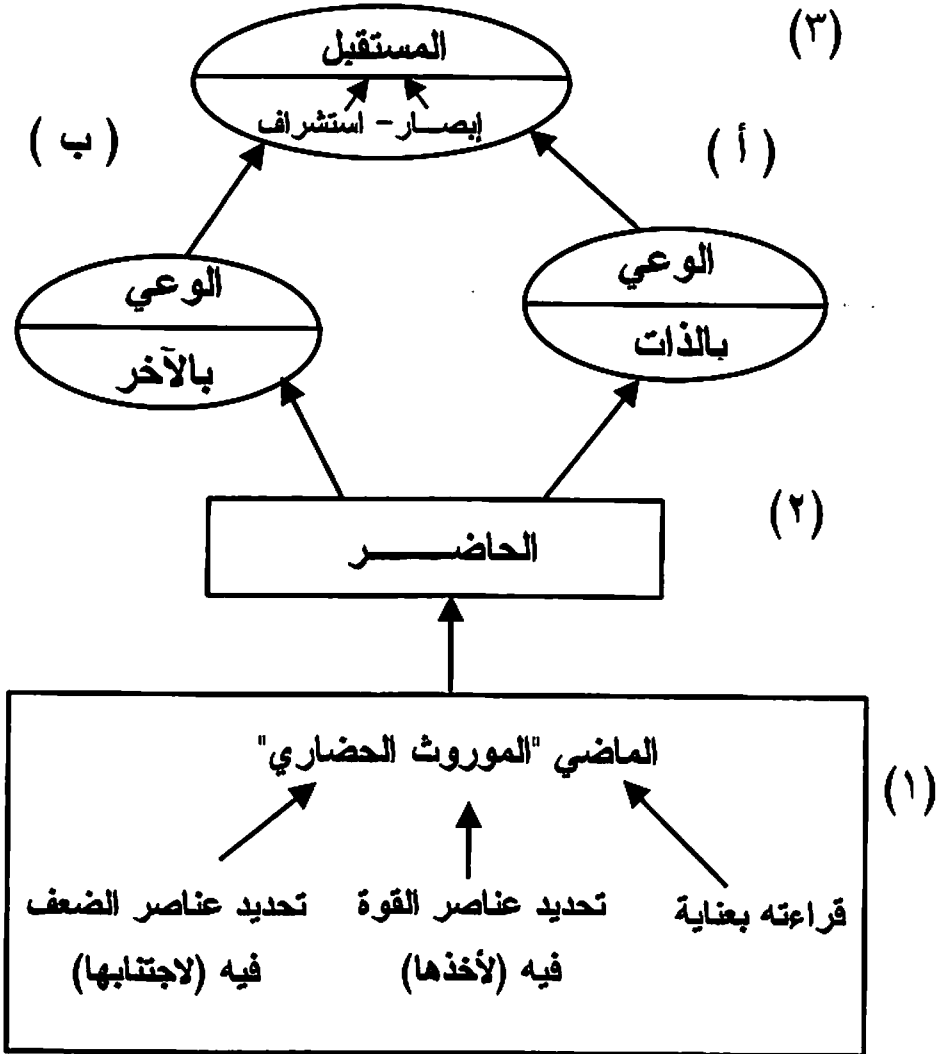 (٣)
المستقبل
إبصـــار - استشراف
(أ)
(ب)
الوعي
بالذات
الوعي
بالآخر
(٢)
الحاضـــــــر
(١)
الماضي "الموروث الحضاري"
قراءته بعناية
تحديد عناصر القوة
فيه (لأخذها)
تحديد عناصر الضعف
فيه (لاجتنابها)